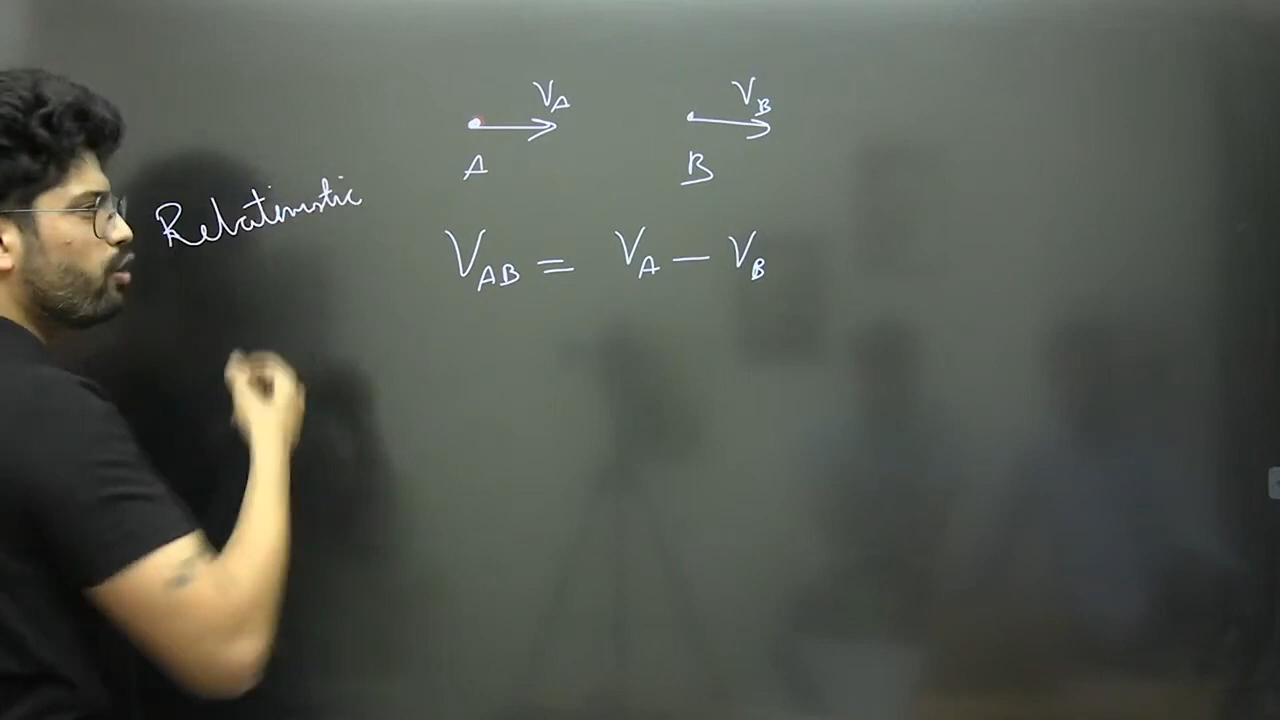 V_A V_B
A B
Relativistic
V_AB = V_A — V_B